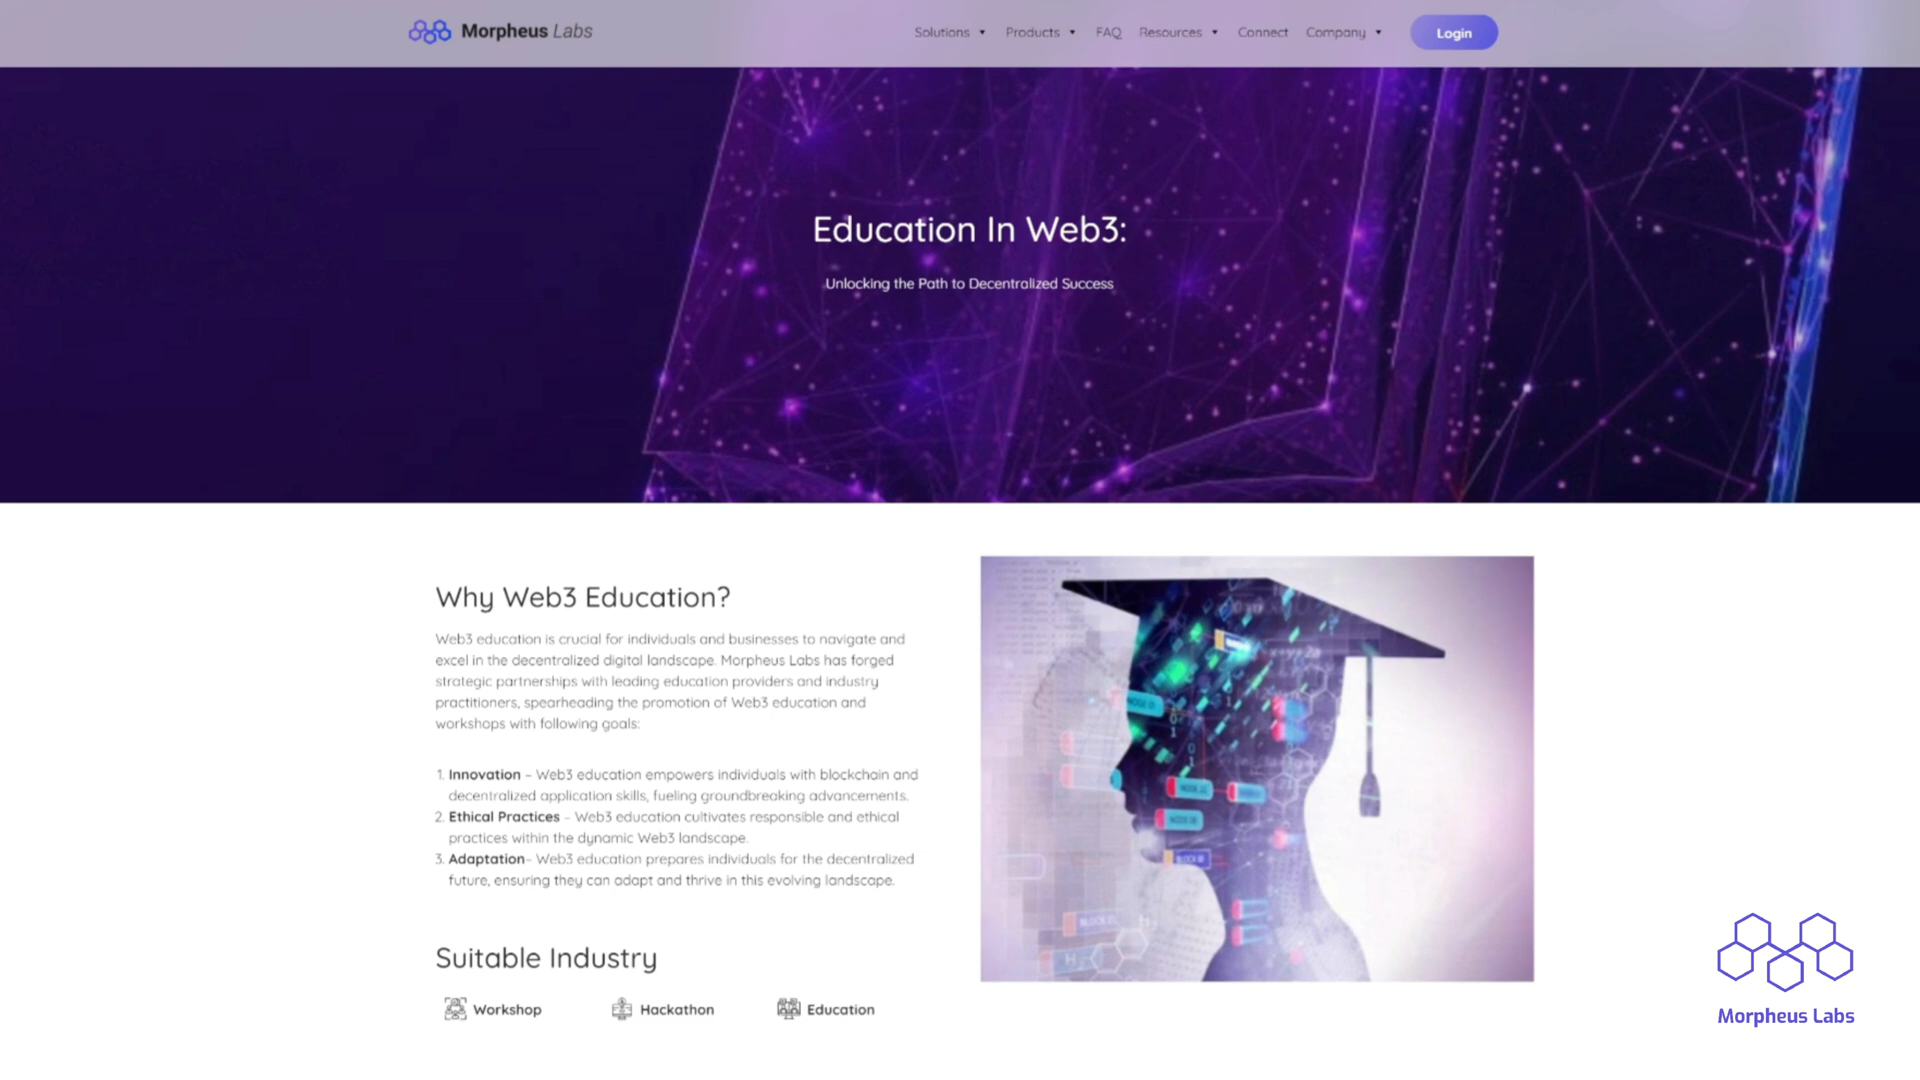 Morpheus Labs
Solutions
Products
FAQ
Resources
Connect
Company
Login
Education In Web3:
Unlocking the Path to Decentralized Success
Why Web3 Education?
Web3 education is crucial for individuals and businesses to navigate and
excel in the decentralized digital landscape. Morpheus Labs has forged
strategic partnerships with leading education providers and industry
practitioners, spearheading the promotion of Web3 education and
workshops with following goals:
1. Innovation – Web3 education empowers individuals with blockchain and
decentralized application skills, fueling groundbreaking advancements.
2. Ethical Practices – Web3 education cultivates responsible and ethical
practices within the dynamic Web3 landscape.
3. Adaptation– Web3 education prepares individuals for the decentralized
future, ensuring they can adapt and thrive in this evolving landscape.
Suitable Industry
Workshop
Hackathon
Education
Morpheus Labs